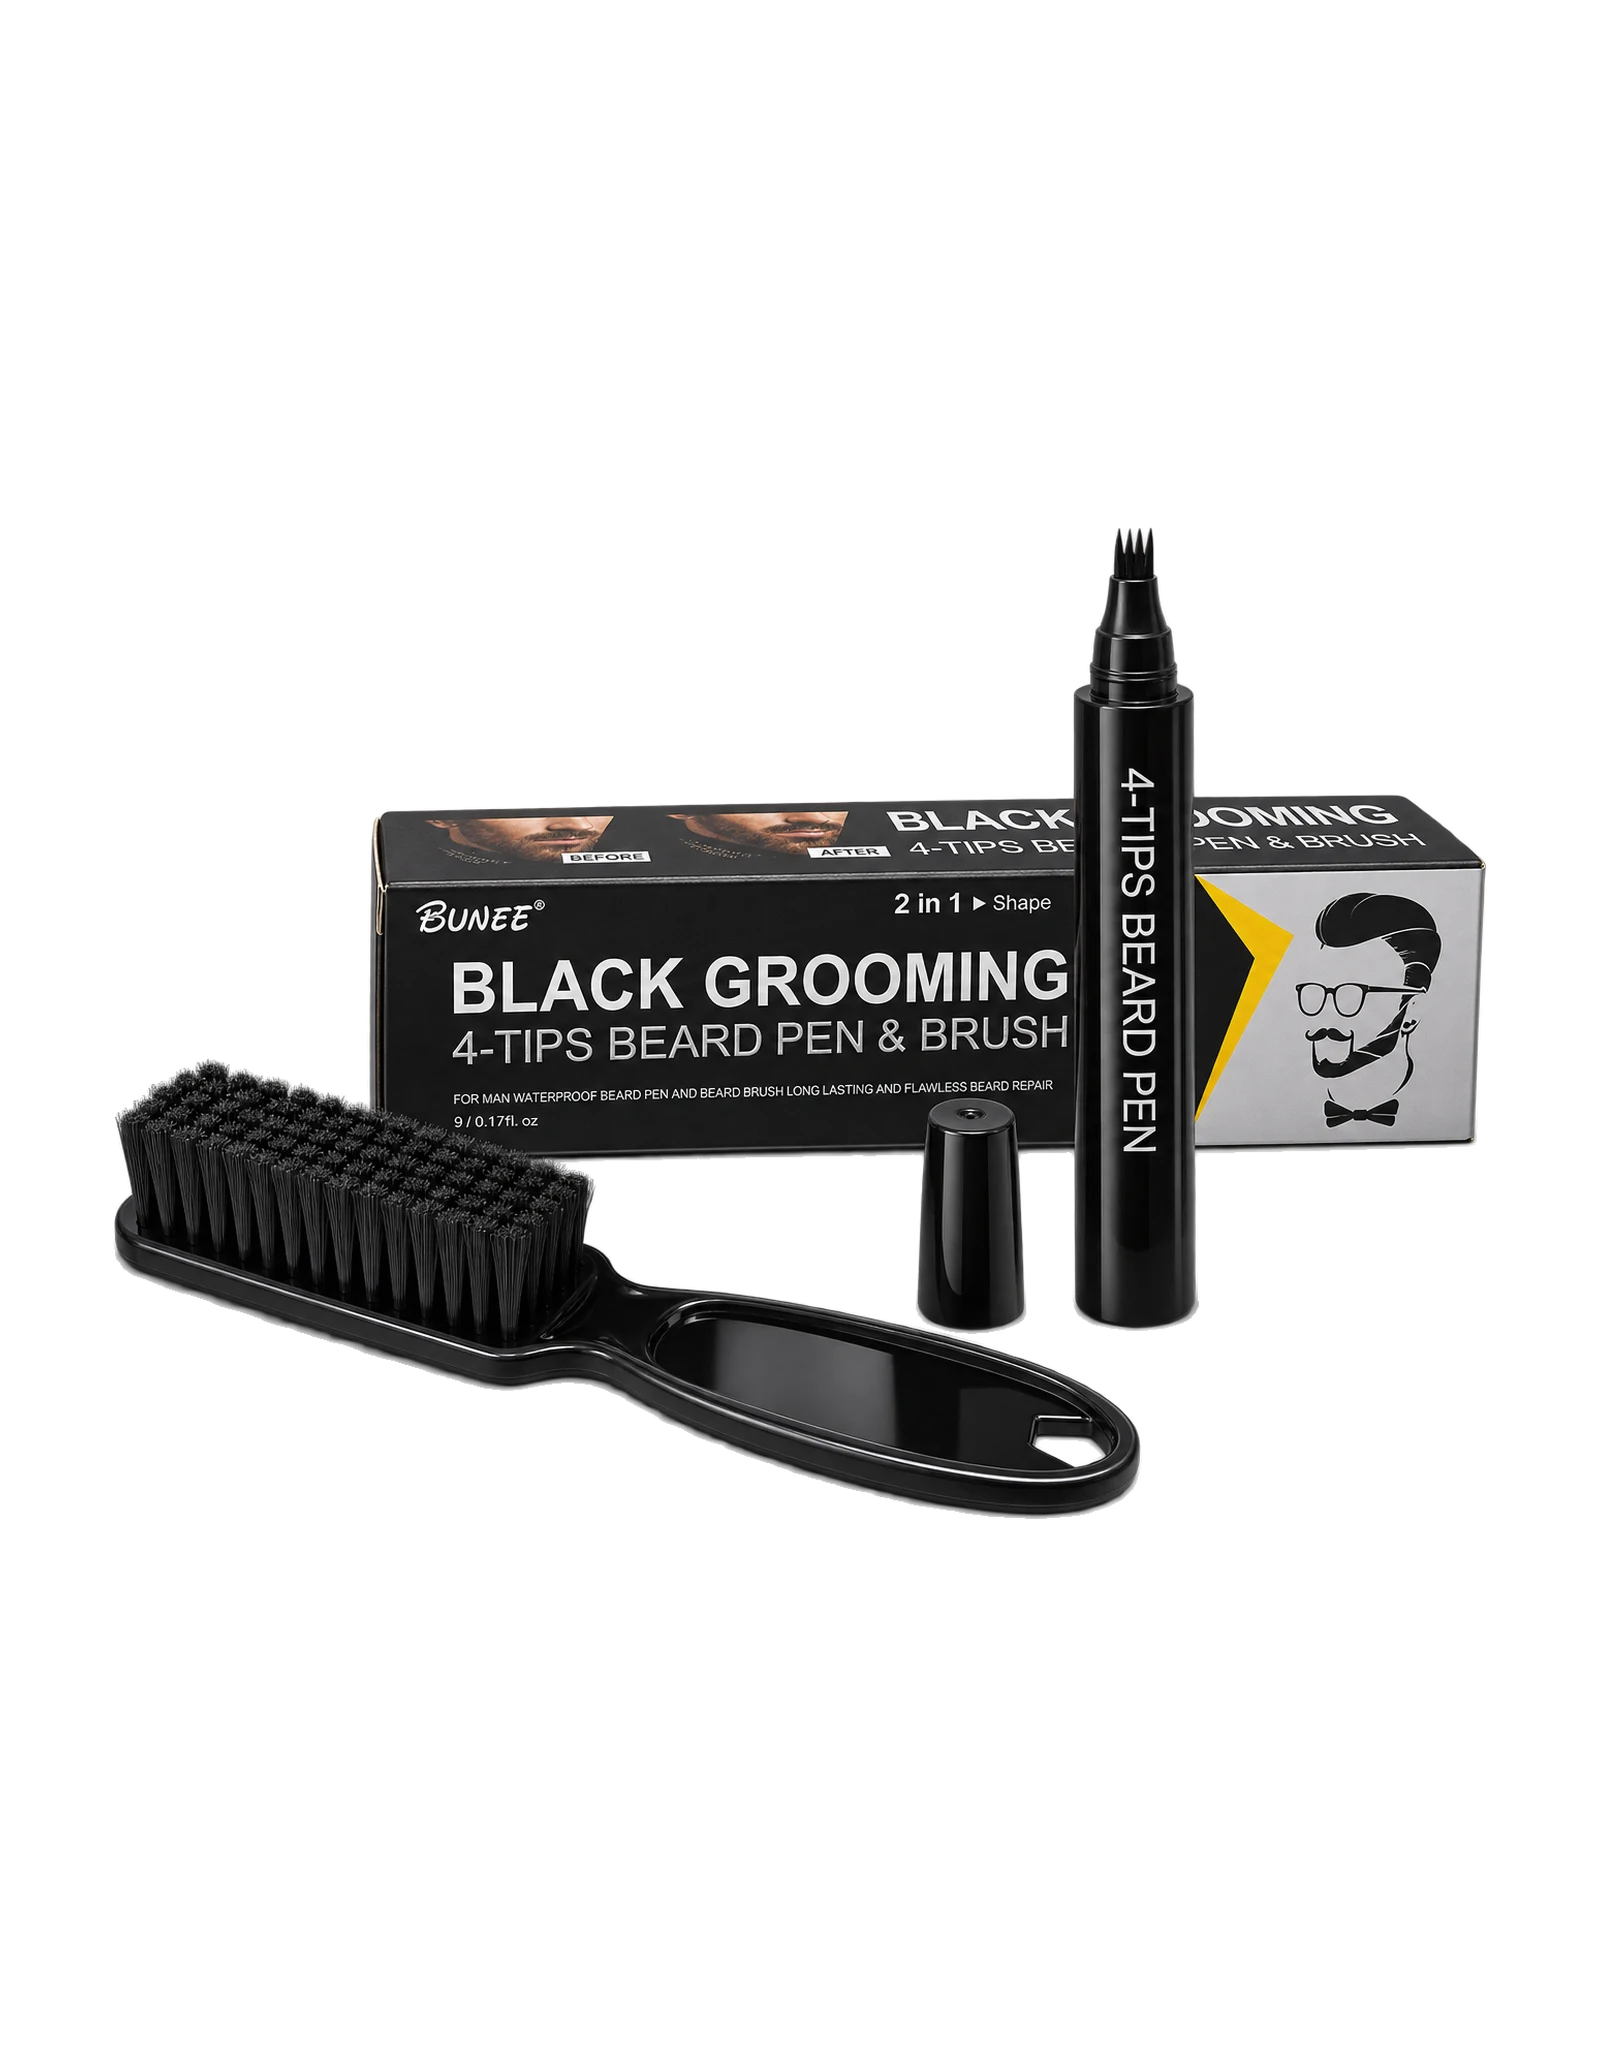 BEFORE
AFTER
BLACK OOMING
4-TIPS BE PEN & BRUSH
BUNEE®
2 in 1 ▶ Shape
BLACK GROOMING
4-TIPS BEARD PEN & BRUSH
FOR MAN WATERPROOF BEARD PEN AND BEARD BRUSH LONG LASTING AND FLAWLESS BEARD REPAIR
9 / 0.17fl. oz
4-TIPS BEARD PEN